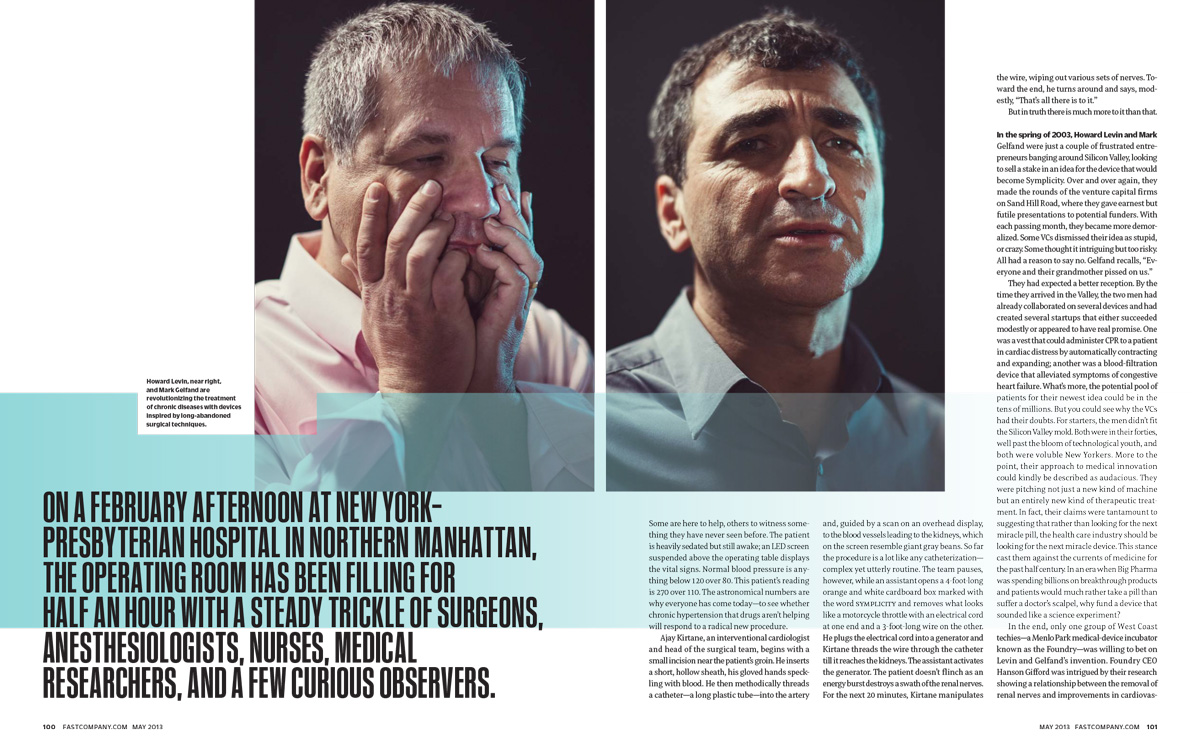 Howard Levin, near right,
and Mark Gelfand are
revolutionizing the treatment
of chronic diseases with devices
inspired by long-abandoned
surgical techniques.
ON A FEBRUARY AFTERNOON AT NEW YORK–
PRESBYTERIAN HOSPITAL IN NORTHERN MANHATTAN,
THE OPERATING ROOM HAS BEEN FILLING FOR
HALF AN HOUR WITH A STEADY TRICKLE OF SURGEONS,
ANESTHESIOLOGISTS, NURSES, MEDICAL
RESEARCHERS, AND A FEW CURIOUS OBSERVERS.
Some are here to help, others to witness some-
thing they have never seen before. The patient
is heavily sedated but still awake; an LED screen
suspended above the operating table displays
the vital signs. Normal blood pressure is any-
thing below 120 over 80. This patient's reading
is 270 over 110. The astronomical numbers are
why everyone has come today—to see whether
chronic hypertension that drugs aren't helping
will respond to a radical new procedure.
Ajay Kirtane, an interventional cardiologist
and head of the surgical team, begins with a
small incision near the patient's groin. He inserts
a short, hollow sheath, his gloved hands speck-
ling with blood. He then methodically threads
a catheter—a long plastic tube—into the artery
and, guided by a scan on an overhead display,
to the blood vessels leading to the kidneys, which
on the screen resemble giant gray beans. So far
the procedure is a lot like any catheterization—
complex yet utterly routine. The team pauses,
however, while an assistant opens a 4-foot-long
orange and white cardboard box marked with
the word SYMPLICITY and removes what looks
like a motorcycle throttle with an electrical cord
at one end and a 3-foot-long wire on the other.
He plugs the electrical cord into a generator and
Kirtane threads the wire through the catheter
till it reaches the kidneys. The assistant activates
the generator. The patient doesn't flinch as an
energy burst destroys a swath of the renal nerves.
For the next 20 minutes, Kirtane manipulates
the wire, wiping out various sets of nerves. To-
ward the end, he turns around and says, mod-
estly, "That's all there is to it."
But in truth there is much more to it than that.
In the spring of 2003, Howard Levin and Mark
Gelfand were just a couple of frustrated entre-
preneurs banging around Silicon Valley, looking
to sell a stake in an idea for the device that would
become Symplicity. Over and over again, they
made the rounds of the venture capital firms
on Sand Hill Road, where they gave earnest but
futile presentations to potential funders. With
each passing month, they became more demor-
alized. Some VCs dismissed their idea as stupid,
or crazy. Some thought it intriguing but too risky.
All had a reason to say no. Gelfand recalls, "Ev-
eryone and their grandmother pissed on us."
They had expected a better reception. By the
time they arrived in the Valley, the two men had
already collaborated on several devices and had
created several startups that either succeeded
modestly or appeared to have real promise. One
was a vest that could administer CPR to a patient
in cardiac distress by automatically contracting
and expanding; another was a blood-filtration
device that alleviated symptoms of congestive
heart failure. What's more, the potential pool of
patients for their newest idea could be in the
tens of millions. But you could see why the VCs
had their doubts. For starters, the men didn't fit
the Silicon Valley mold. Both were in their forties,
well past the bloom of technological youth, and
both were voluble New Yorkers. More to the
point, their approach to medical innovation
could kindly be described as audacious. They
were pitching not just a new kind of machine
but an entirely new kind of therapeutic treat-
ment. In fact, their claims were tantamount to
suggesting that rather than looking for the next
miracle pill, the health care industry should be
looking for the next miracle device. This stance
cast them against the currents of medicine for
the past half century. In an era when Big Pharma
was spending billions on breakthrough products
and patients would much rather take a pill than
suffer a doctor's scalpel, why fund a device that
sounded like a science experiment?
In the end, only one group of West Coast
techies—a Menlo Park medical-device incubator
known as the Foundry—was willing to bet on
Levin and Gelfand's invention. Foundry CEO
Hanson Gifford was intrigued by their research
showing a relationship between the removal of
renal nerves and improvements in cardiovas-
100 FASTCOMPANY.COM MAY 2013
MAY 2013 FASTCOMPANY.COM 101